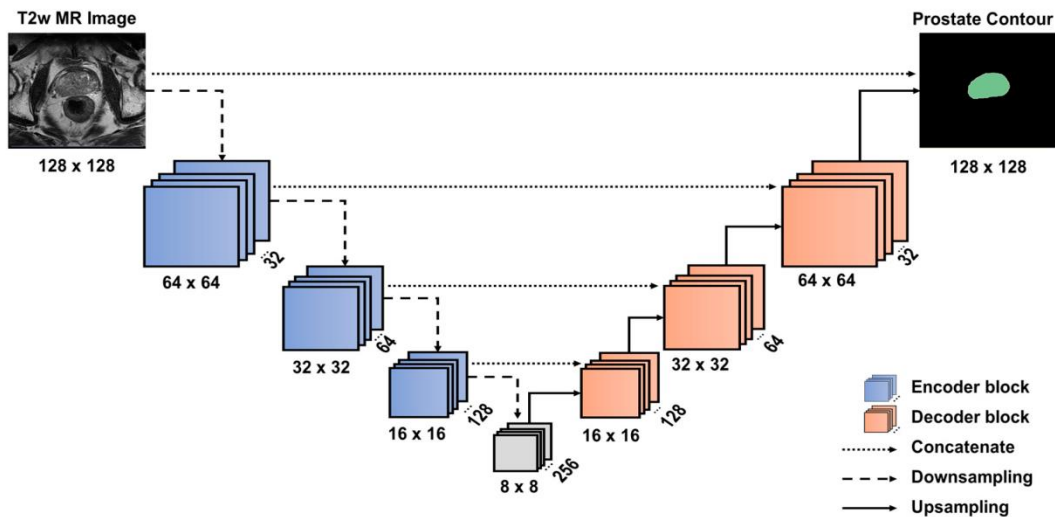 T2w MR Image
Prostate Contour
128 x 128
128 x 128
32
64 x 64
32
64 x 64
64
32 x 32
64
32 x 32
128
16 x 16
128
16 x 16
256
8 x 8
Encoder block
Decoder block
Concatenate
Downsampling
Upsampling